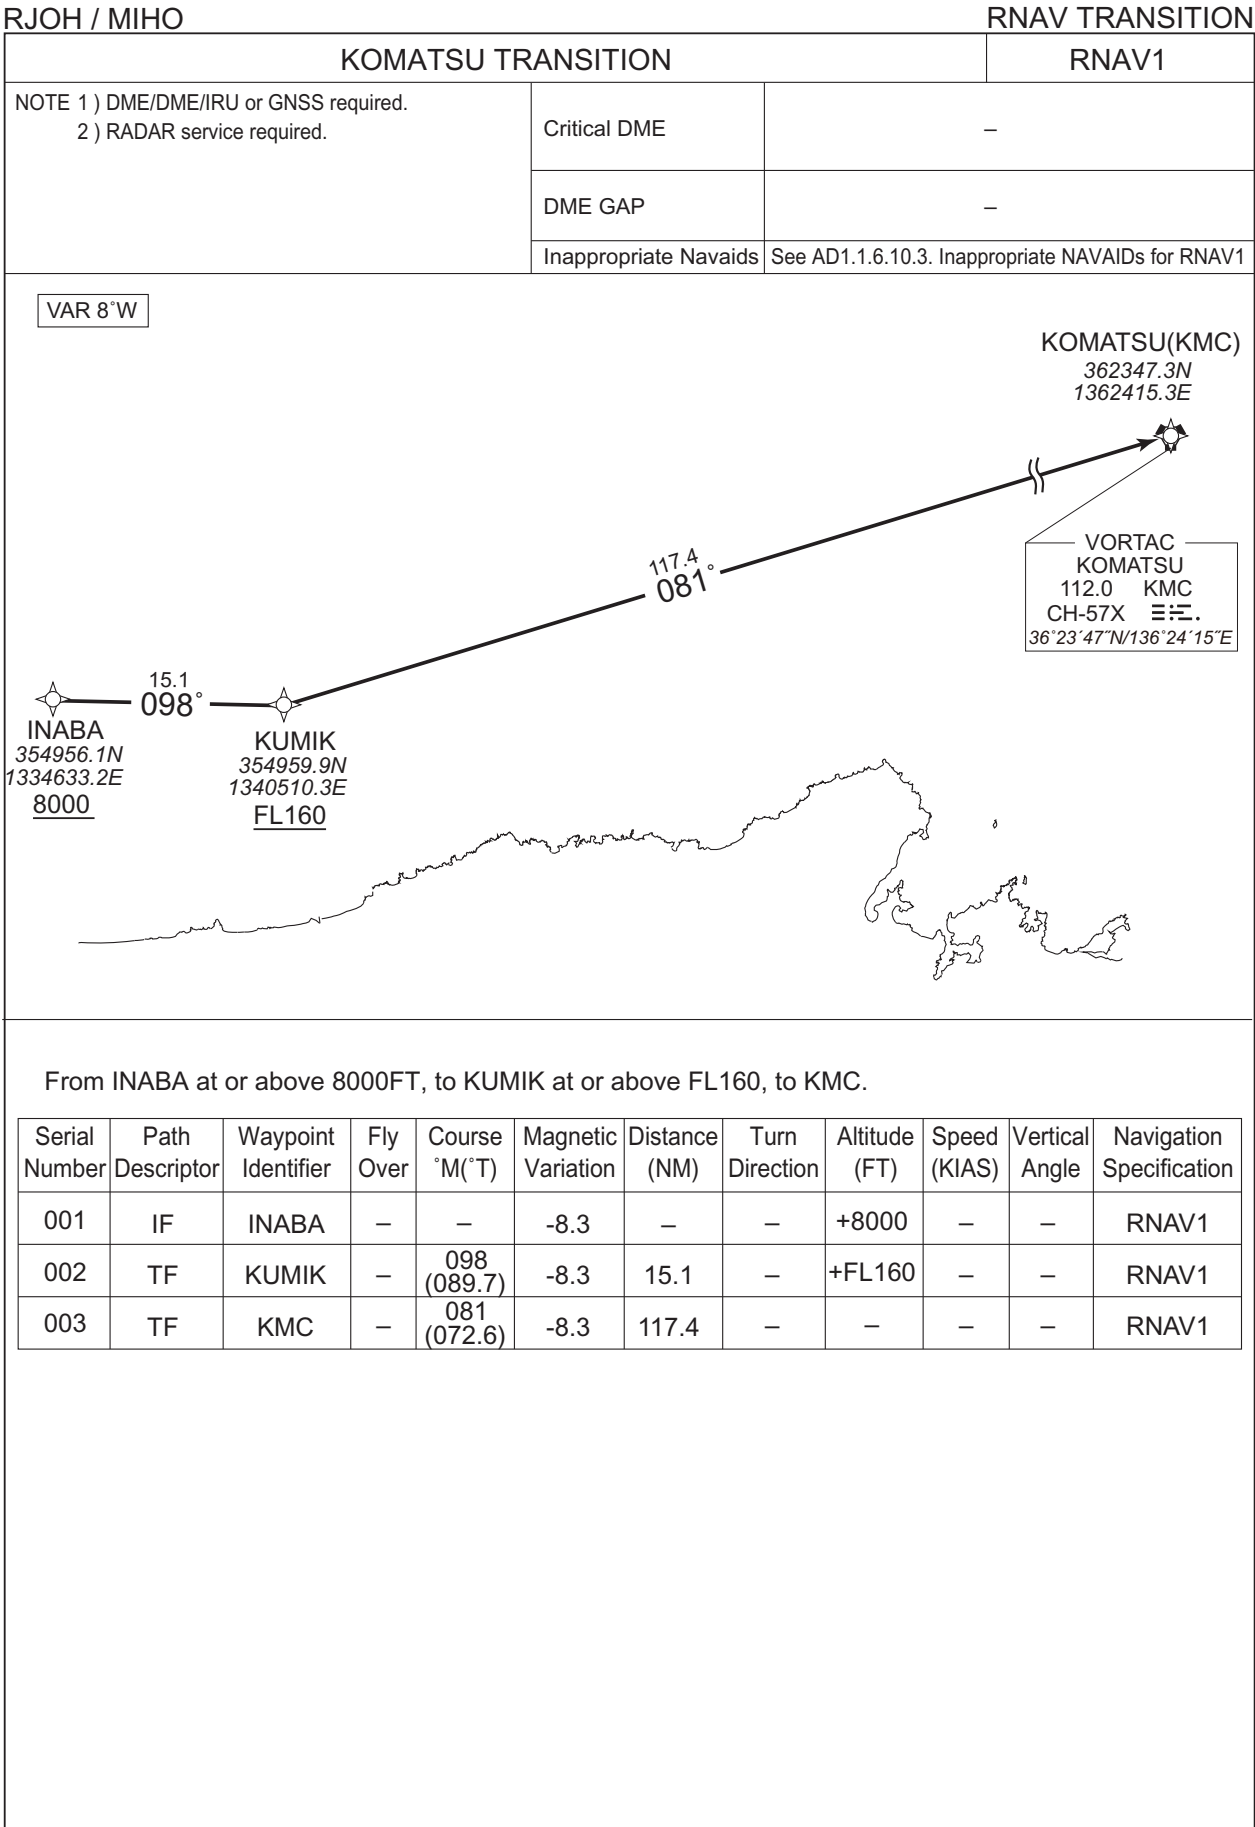 RJOH / MIHO
RNAV TRANSITION
KOMATSU TRANSITION
RNAV1
NOTE 1 ) DME/DME/IRU or GNSS required.
2 ) RADAR service required.
Critical DME
–
DME GAP
–
Inappropriate Navaids
See AD1.1.6.10.3. Inappropriate NAVAIDs for RNAV1
VAR 8˚W
KOMATSU(KMC)
362347.3N
1362415.3E
VORTAC
KOMATSU
112.0 KMC
CH-57X
36˚23´47˝N/136˚24´15˝E
117.4
081˚
15.1
098˚
INABA
354956.1N
1334633.2E
8000
KUMIK
354959.9N
1340510.3E
FL160
From INABA at or above 8000FT, to KUMIK at or above FL160, to KMC.
Serial Number Path Descriptor Waypoint Identifier Fly Over Course ˚M(˚T) Magnetic Variation Distance (NM) Turn Direction Altitude (FT) Speed (KIAS) Vertical Angle Navigation Specification
001 IF INABA – – -8.3 – – +8000 – – RNAV1
002 TF KUMIK – 098 (089.7) -8.3 15.1 – +FL160 – – RNAV1
003 TF KMC – 081 (072.6) -8.3 117.4 – – – – RNAV1